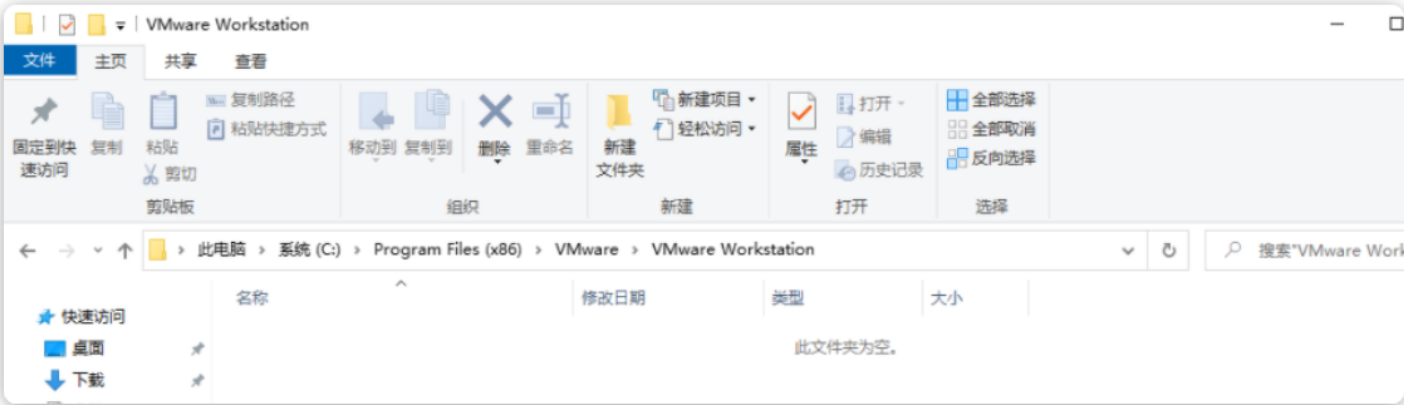 VMware Workstation
文件 主页 共享 查看
固定到快速访问
复制
粘贴
复制路径
粘贴快捷方式
剪切
移动到
复制到
删除
重命名
新建
文件夹
新建项目
轻松访问
属性
打开
编辑
历史记录
全部选择
全部取消
反向选择
剪贴板 组织 新建 打开 选择
此电脑 › 系统 (C:) › Program Files (x86) › VMware › VMware Workstation
搜索"VMware Work
名称 修改日期 类型 大小
快速访问
桌面
下载
此文件夹为空。